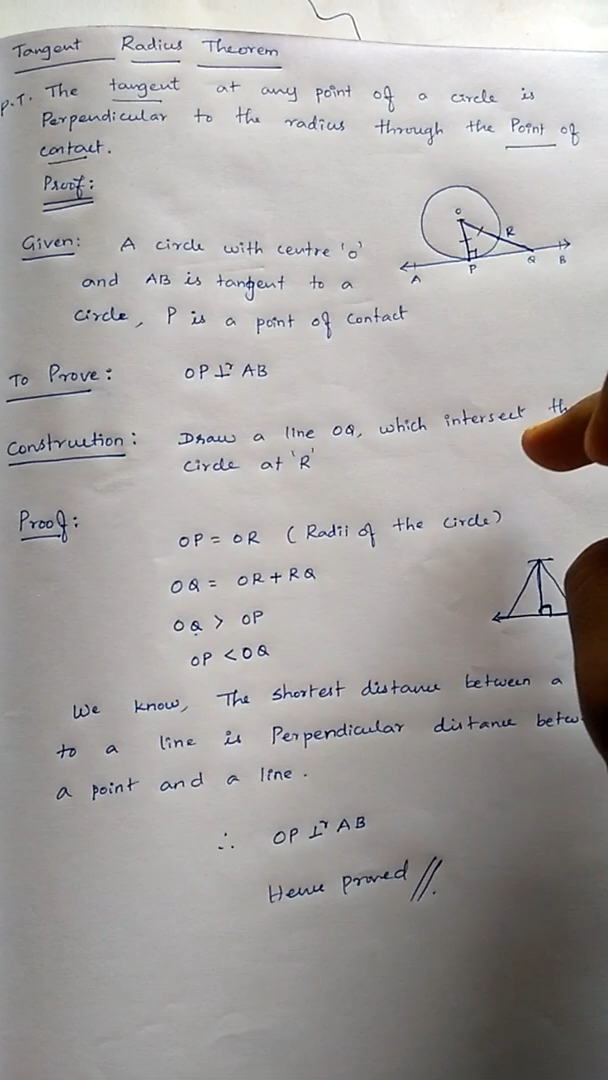 Tangent Radius Theorem
P.T. The tangent at any point of a circle is
Perpendicular to the radius through the Point of
contact.
Proof:
Given: A circle with centre 'o'
and AB is tangent to a
circle, P is a point of contact
O
R
A
P
Q
B
To Prove: OP ⊥r AB
Construction: Draw a line OQ, which intersect th
circle at 'R'
Proof:
OP = OR ( Radii of the circle)
OQ = OR + RQ
OQ > OP
OP < OQ
We know, The shortest distance between a
to a line is Perpendicular distance betw
a point and a line.
∴ OP ⊥r AB
Hence proved //.